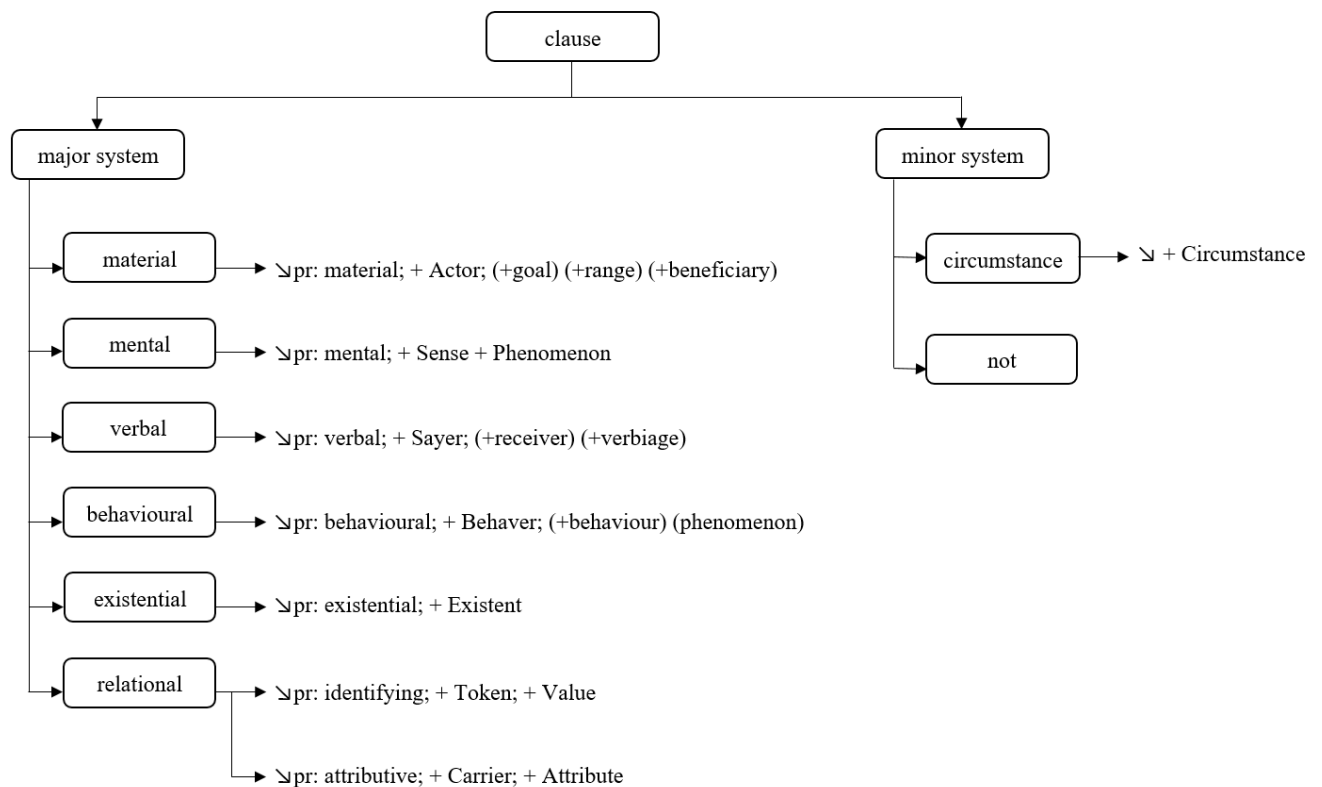 clause
major system
minor system
material
↘pr: material; + Actor; (+goal) (+range) (+beneficiary)
circumstance
↘ + Circumstance
mental
↘pr: mental; + Sense + Phenomenon
not
verbal
↘pr: verbal; + Sayer; (+receiver) (+verbiage)
behavioural
↘pr: behavioural; + Behaver; (+behaviour) (phenomenon)
existential
↘pr: existential; + Existent
relational
↘pr: identifying; + Token; + Value
↘pr: attributive; + Carrier; + Attribute